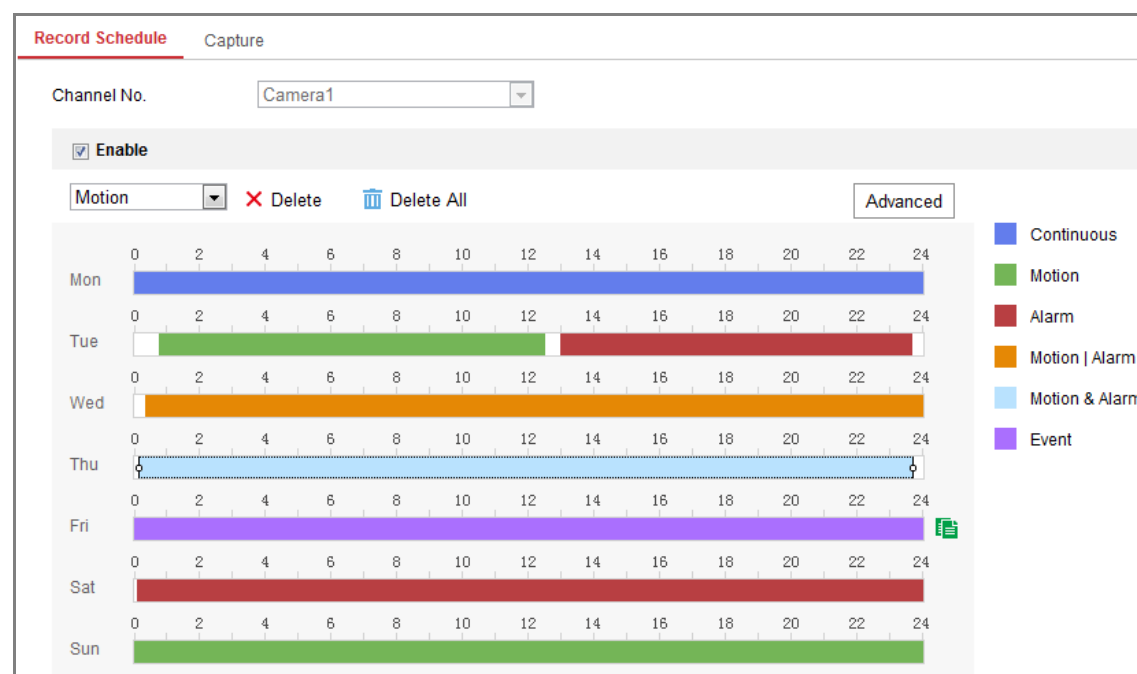 Record Schedule Capture
Channel No. Camera1
Enable
Motion Delete Delete All Advanced
Continuous
0 2 4 6 8 10 12 14 16 18 20 22 24
Mon
Motion
0 2 4 6 8 10 12 14 16 18 20 22 24
Alarm
Tue
Motion | Alarm
0 2 4 6 8 10 12 14 16 18 20 22 24
Wed
Motion & Alarm
0 2 4 6 8 10 12 14 16 18 20 22 24
Event
Thu
0 2 4 6 8 10 12 14 16 18 20 22 24
Fri
0 2 4 6 8 10 12 14 16 18 20 22 24
Sat
0 2 4 6 8 10 12 14 16 18 20 22 24
Sun